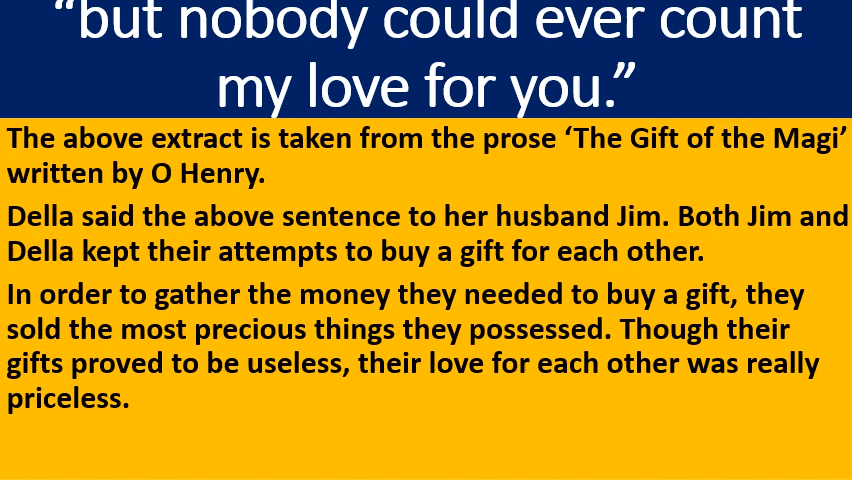 “but nobody could ever count
my love for you.”
The above extract is taken from the prose ‘The Gift of the Magi’
written by O Henry.
Della said the above sentence to her husband Jim. Both Jim and
Della kept their attempts to buy a gift for each other.
In order to gather the money they needed to buy a gift, they
sold the most precious things they possessed. Though their
gifts proved to be useless, their love for each other was really
priceless.